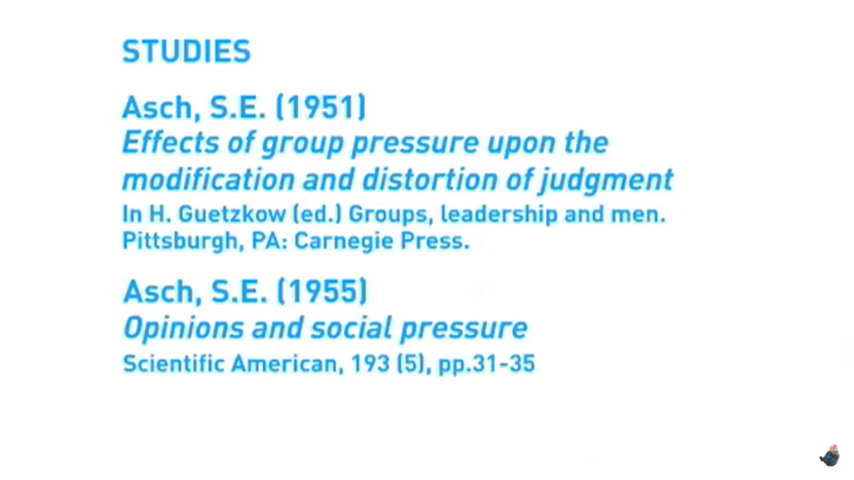 STUDIES
Asch, S.E. (1951)
Effects of group pressure upon the
modification and distortion of judgment
In H. Guetzkow (ed.) Groups, leadership and men.
Pittsburgh, PA: Carnegie Press.
Asch, S.E. (1955)
Opinions and social pressure
Scientific American, 193 (5), pp.31-35